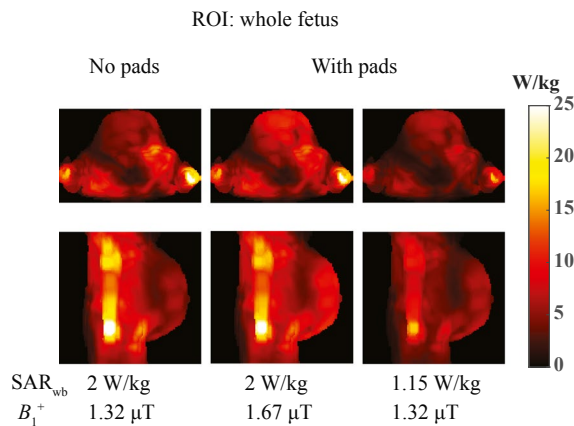 ROI: whole fetus
No pads
With pads
W/kg
25
20
15
10
5
0
SAR_wb 2 W/kg 2 W/kg 1.15 W/kg
B₁⁺ 1.32 µT 1.67 µT 1.32 µT